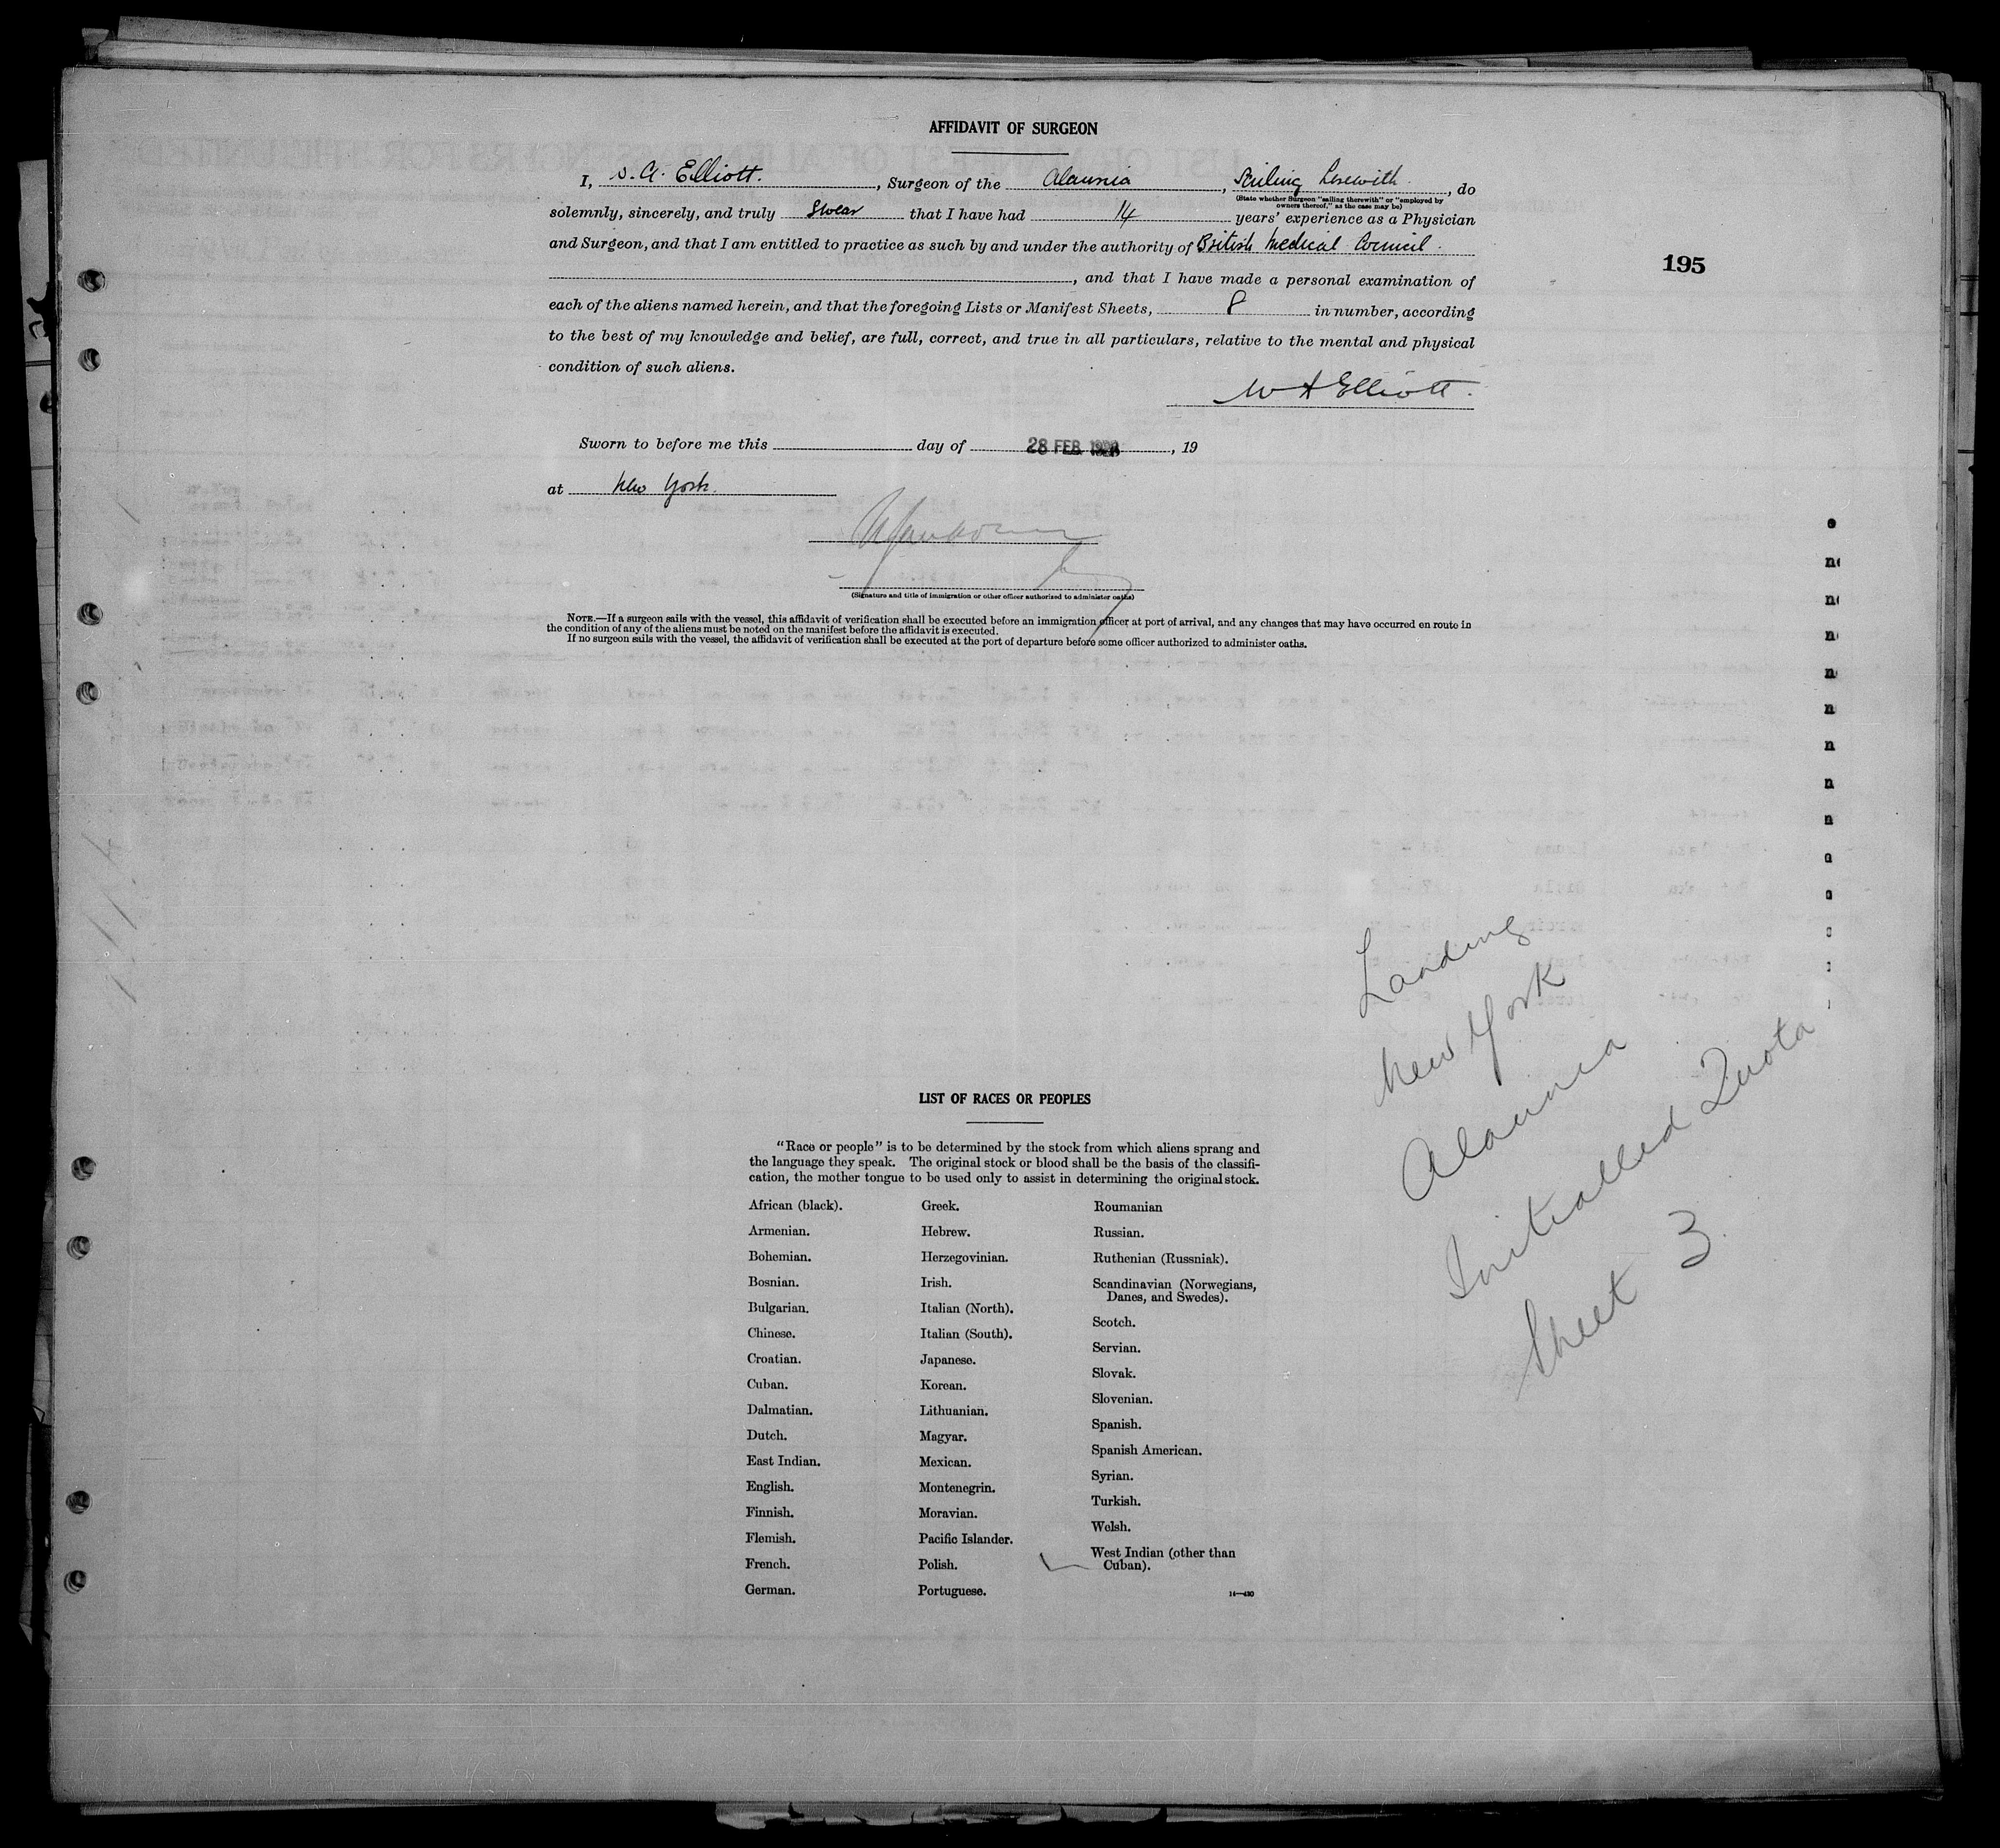 AFFIDAVIT OF SURGEON
I, W. A. Elliott., Surgeon of the Alaunia, Sailing therewith, do
(State whether Surgeon "sailing therewith" or "employed by
owners thereof," as the case may be)
solemnly, sincerely, and truly swear that I have had 14 years' experience as a Physician
and Surgeon, and that I am entitled to practice as such by and under the authority of British Medical Council.
195
, and that I have made a personal examination of
each of the aliens named herein, and that the foregoing Lists or Manifest Sheets, 8 in number, according
to the best of my knowledge and belief, are full, correct, and true in all particulars, relative to the mental and physical
condition of such aliens.
W A Elliott.
Sworn to before me this day of 28 FEB , 19
at New York.
(Signature and title of immigration or other officer authorized to administer oaths)
NOTE.—If a surgeon sails with the vessel, this affidavit of verification shall be executed before an immigration officer at port of arrival, and any changes that may have occurred en route in
the condition of any of the aliens must be noted on the manifest before the affidavit is executed.
If no surgeon sails with the vessel, the affidavit of verification shall be executed at the port of departure before some officer authorized to administer oaths.
Landing
New York
Alaunia
Initialled Quota
Sheet 3
LIST OF RACES OR PEOPLES
"Race or people" is to be determined by the stock from which aliens sprang and
the language they speak. The original stock or blood shall be the basis of the classifi-
cation, the mother tongue to be used only to assist in determining the original stock.
African (black).
Armenian.
Bohemian.
Bosnian.
Bulgarian.
Chinese.
Croatian.
Cuban.
Dalmatian.
Dutch.
East Indian.
English.
Finnish.
Flemish.
French.
German.
Greek.
Hebrew.
Herzegovinian.
Irish.
Italian (North).
Italian (South).
Japanese.
Korean.
Lithuanian.
Magyar.
Mexican.
Montenegrin.
Moravian.
Pacific Islander.
Polish.
Portuguese.
Roumanian
Russian.
Ruthenian (Russniak).
Scandinavian (Norwegians,
Danes, and Swedes).
Scotch.
Servian.
Slovak.
Slovenian.
Spanish.
Spanish American.
Syrian.
Turkish.
Welsh.
West Indian (other than
Cuban).
14—430